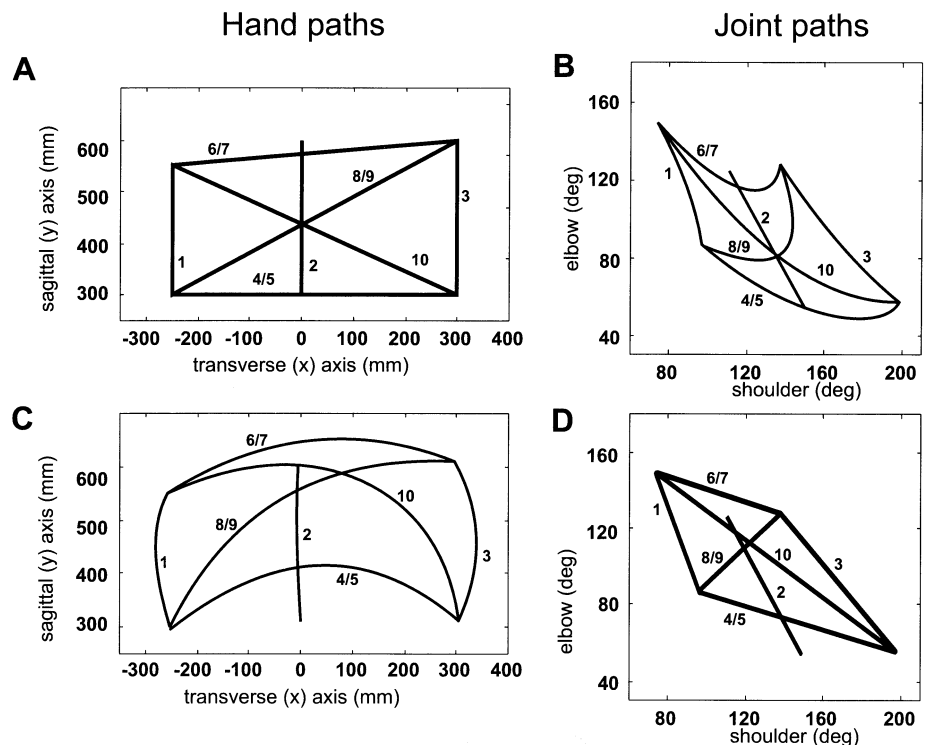 Hand paths
Joint paths
A
sagittal (y) axis (mm)
600
500
400
300
6/7
8/9
3
1
4/5
2
10
-300 -200 -100 0 100 200 300 400
transverse (x) axis (mm)
B
elbow (deg)
160
120
80
40
6/7
1
2
8/9
10
3
4/5
80 120 160 200
shoulder (deg)
C
sagittal (y) axis (mm)
600
500
400
300
6/7
10
8/9
2
1
3
4/5
-300 -200 -100 0 100 200 300 400
transverse (x) axis (mm)
D
elbow (deg)
160
120
80
40
6/7
1
8/9
10
3
2
4/5
80 120 160 200
shoulder (deg)